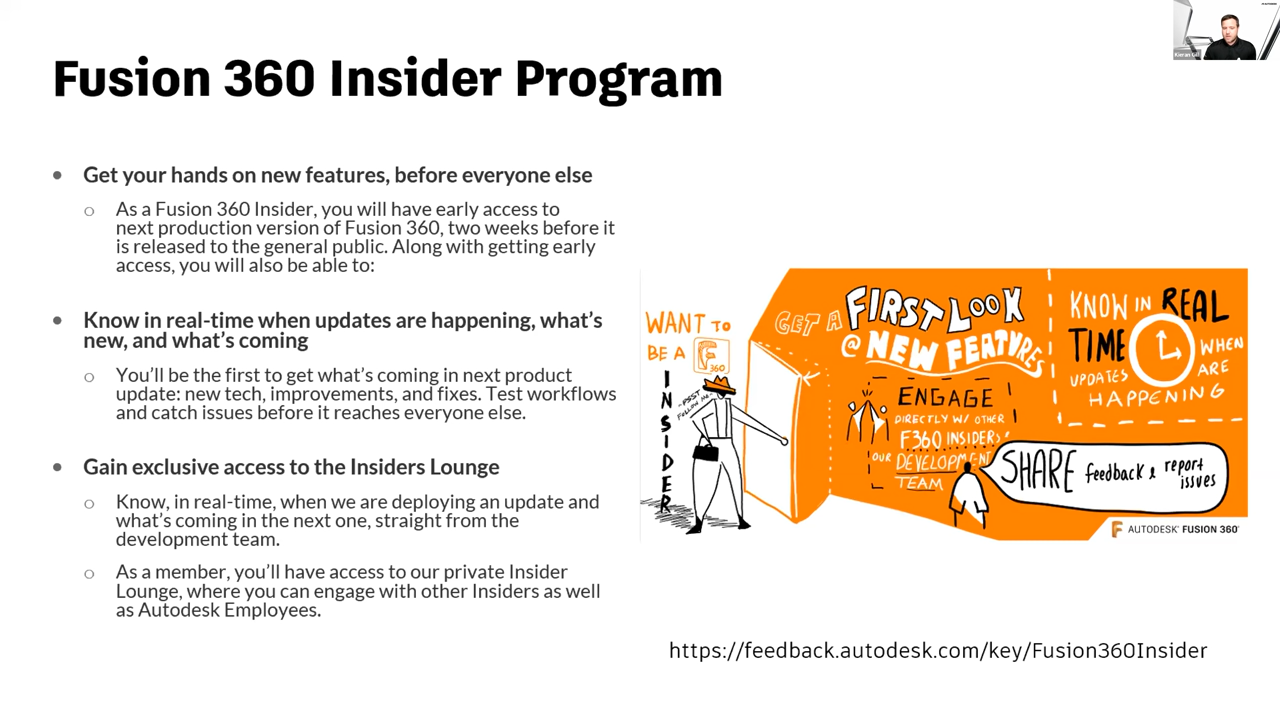 Fusion 360 Insider Program
• Get your hands on new features, before everyone else
o As a Fusion 360 Insider, you will have early access to
next production version of Fusion 360, two weeks before it
is released to the general public. Along with getting early
access, you will also be able to:
• Know in real-time when updates are happening, what's
new, and what's coming
o You'll be the first to get what's coming in next product
update: new tech, improvements, and fixes. Test workflows
and catch issues before it reaches everyone else.
• Gain exclusive access to the Insiders Lounge
o Know, in real-time, when we are deploying an update and
what's coming in the next one, straight from the
development team.
o As a member, you'll have access to our private Insider
Lounge, where you can engage with other Insiders as well
as Autodesk Employees.
WANT TO
BE A F 360
INSIDER
PSST
FOLLOW ME
GET A FIRST LOOK
@ NEW FEATURES
ENGAGE
DIRECTLY W/ OTHER
F360 INSIDERS
OUR DEVELOPMENT
TEAM
KNOW IN REAL
TIME WHEN
UPDATES ARE
HAPPENING
SHARE feedback & report
issues
AUTODESK® FUSION 360®
https://feedback.autodesk.com/key/Fusion360Insider